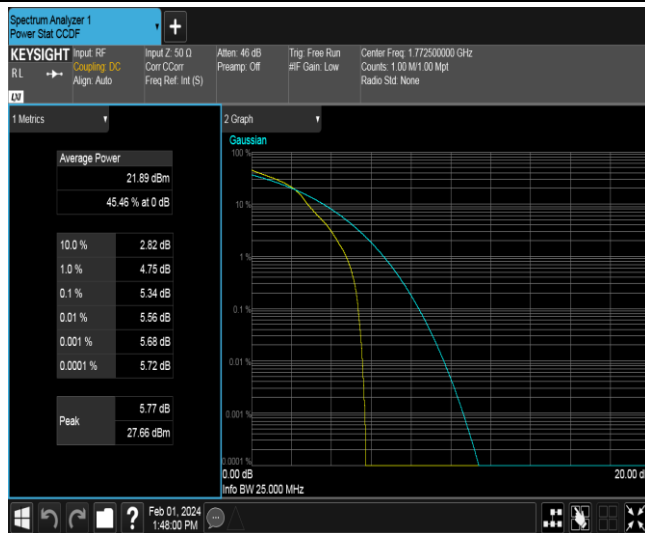 Spectrum Analyzer 1
Power Stat CCDF
+
KEYSIGHT
RL
Input: RF
Coupling: DC
Align: Auto
Input Z: 50 Ω
Corr CCorr
Freq Ref: Int (S)
Atten: 46 dB
Preamp: Off
Trig: Free Run
#IF Gain: Low
Center Freq: 1.772500000 GHz
Counts: 1.00 M/1.00 Mpt
Radio Std: None
1 Metrics
Average Power
21.89 dBm
45.46 % at 0 dB
10.0 % 2.82 dB
1.0 % 4.75 dB
0.1 % 5.34 dB
0.01 % 5.56 dB
0.001 % 5.68 dB
0.0001 % 5.72 dB
Peak 5.77 dB
27.66 dBm
2 Graph
Gaussian
100 %
10 %
1 %
0.1 %
0.01 %
0.001 %
0.0001 %
0.00 dB
20.00 d
Info BW 25.000 MHz
?
Feb 01, 2024
1:48:00 PM